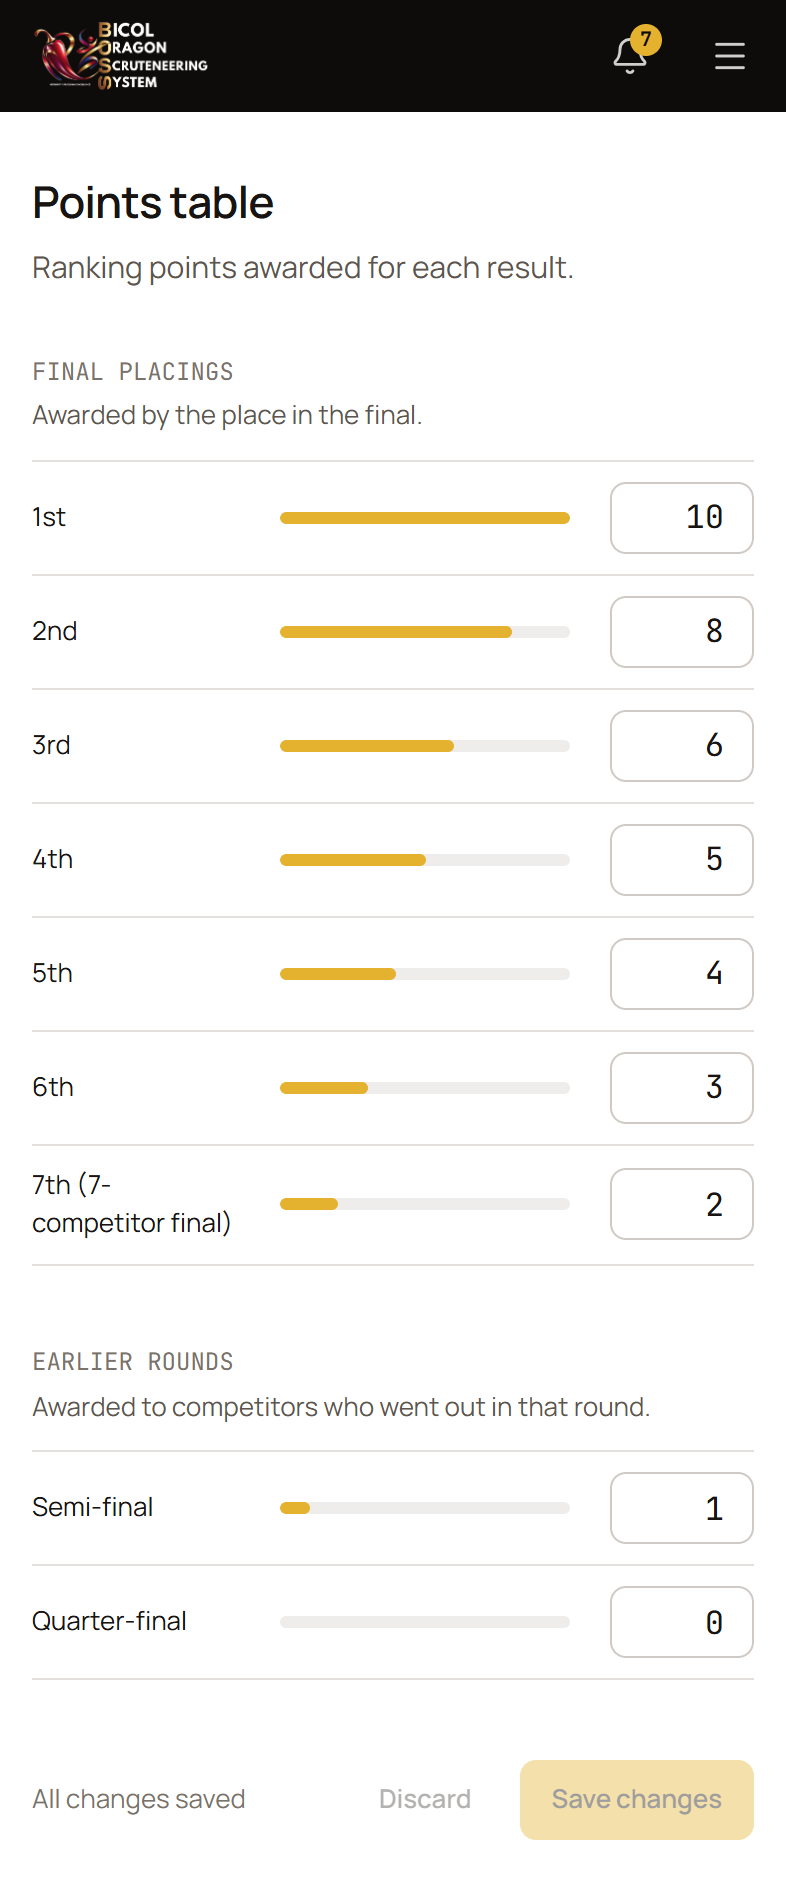 BICOL
DRAGON
SCRUTENEERING
SYSTEM
7
Points table
Ranking points awarded for each result.
FINAL PLACINGS
Awarded by the place in the final.
1st 10
2nd 8
3rd 6
4th 5
5th 4
6th 3
7th (7-
competitor final) 2
EARLIER ROUNDS
Awarded to competitors who went out in that round.
Semi-final 1
Quarter-final 0
All changes saved Discard Save changes